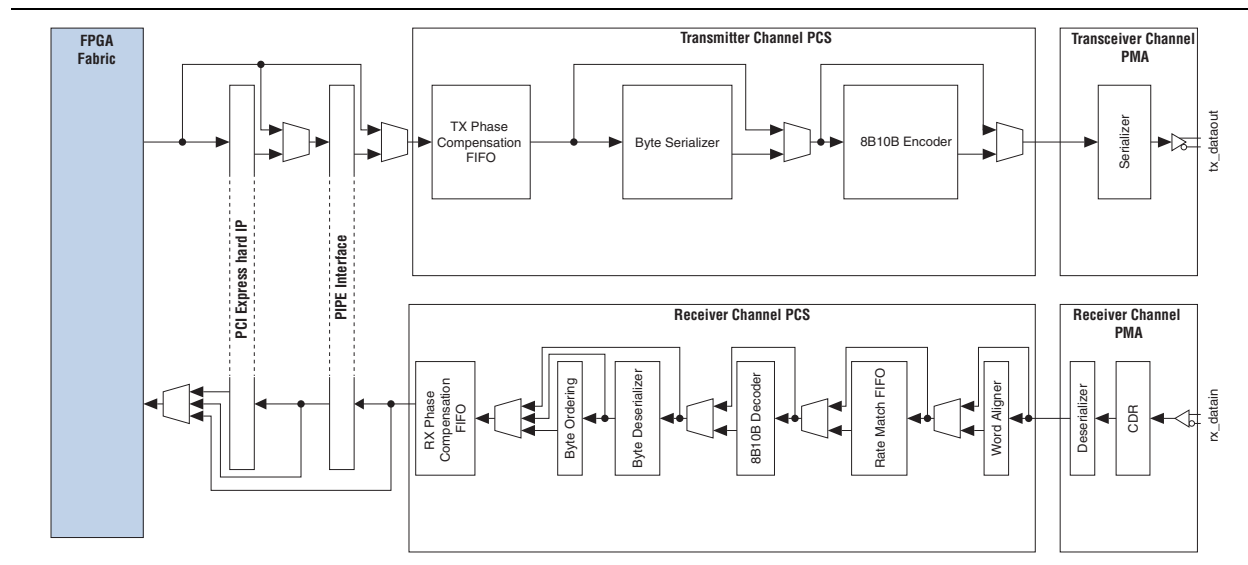 FPGA
Fabric
Transmitter Channel PCS
Transceiver Channel
PMA
TX Phase
Compensation
FIFO
Byte Serializer
8B10B Encoder
Serializer
tx_dataout
PCI Express hard IP
PIPE Interface
Receiver Channel PCS
Receiver Channel
PMA
RX Phase
Compensation
FIFO
Byte Ordering
Byte Deserializer
8B10B Decoder
Rate Match FIFO
Word Aligner
Deserializer
CDR
rx_datain